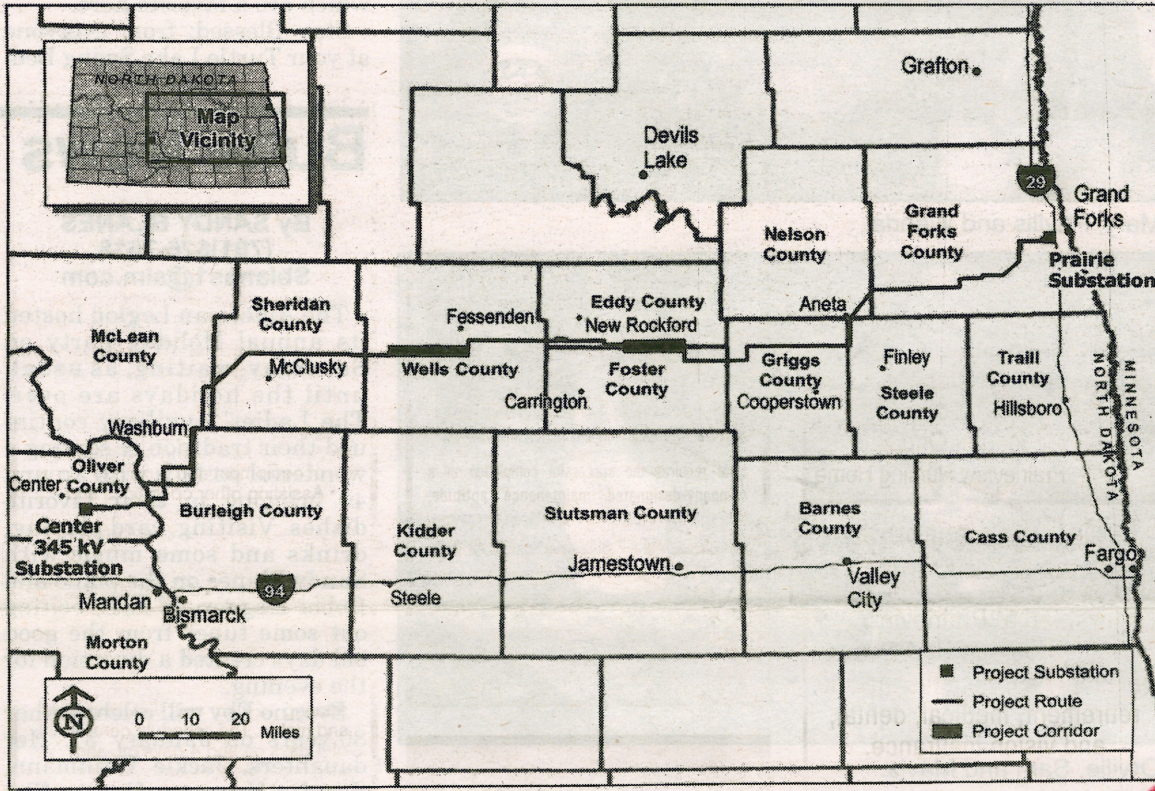 NORTH DAKOTA
Map
Vicinity
Grafton
Devils
Lake
29
Grand
Forks
Grand
Forks
County
Nelson
County
Prairie
Substation
Aneta
Sheridan
County
Fessenden
Eddy County
New Rockford
McLean
County
McClusky
Wells County
Foster
County
Carrington
Griggs
County
Cooperstown
Finley
Steele
County
Traill
County
Hillsboro
NORTH DAKOTA
MINNESOTA
Washburn
Oliver
County
Center
Center
345 kV
Substation
Burleigh County
Kidder
County
Stutsman County
Barnes
County
Cass County
Fargo
Jamestown
Valley
City
94
Steele
Mandan
Bismarck
Morton
County
N
0 10 20
Miles
Project Substation
Project Route
Project Corridor